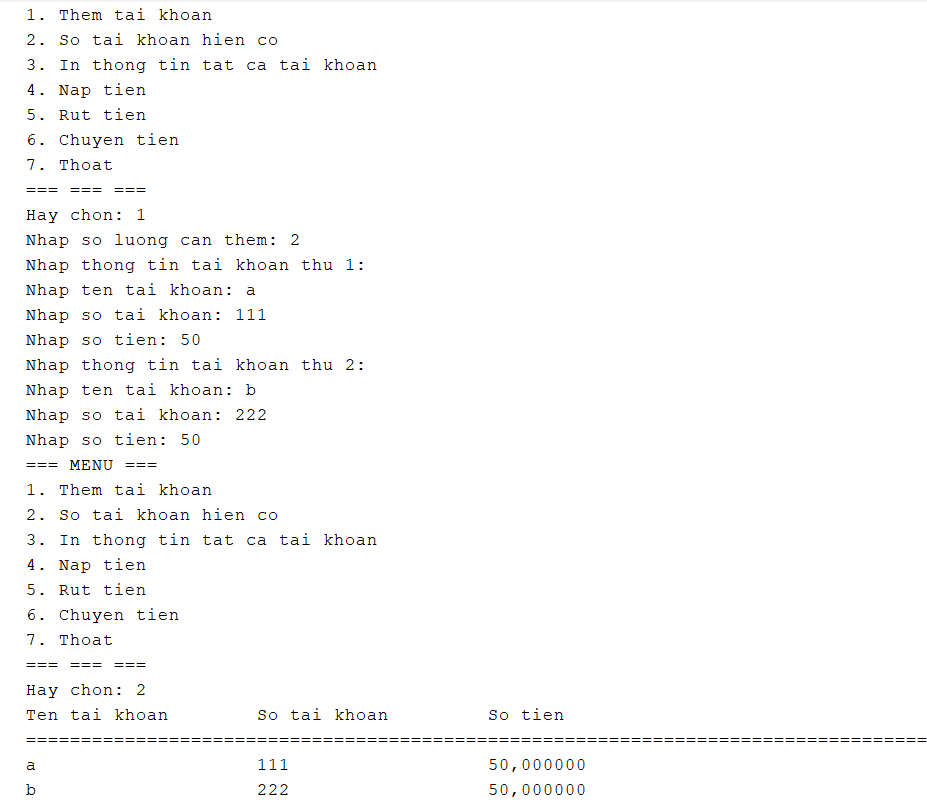 1. Them tai khoan
2. So tai khoan hien co
3. In thong tin tat ca tai khoan
4. Nap tien
5. Rut tien
6. Chuyen tien
7. Thoat
=== === ===
Hay chon: 1
Nhap so luong can them: 2
Nhap thong tin tai khoan thu 1:
Nhap ten tai khoan: a
Nhap so tai khoan: 111
Nhap so tien: 50
Nhap thong tin tai khoan thu 2:
Nhap ten tai khoan: b
Nhap so tai khoan: 222
Nhap so tien: 50
=== MENU ===
1. Them tai khoan
2. So tai khoan hien co
3. In thong tin tat ca tai khoan
4. Nap tien
5. Rut tien
6. Chuyen tien
7. Thoat
=== === ===
Hay chon: 2
Ten tai khoan        So tai khoan         So tien
==================================================================================
a                    111                  50,000000
b                    222                  50,000000